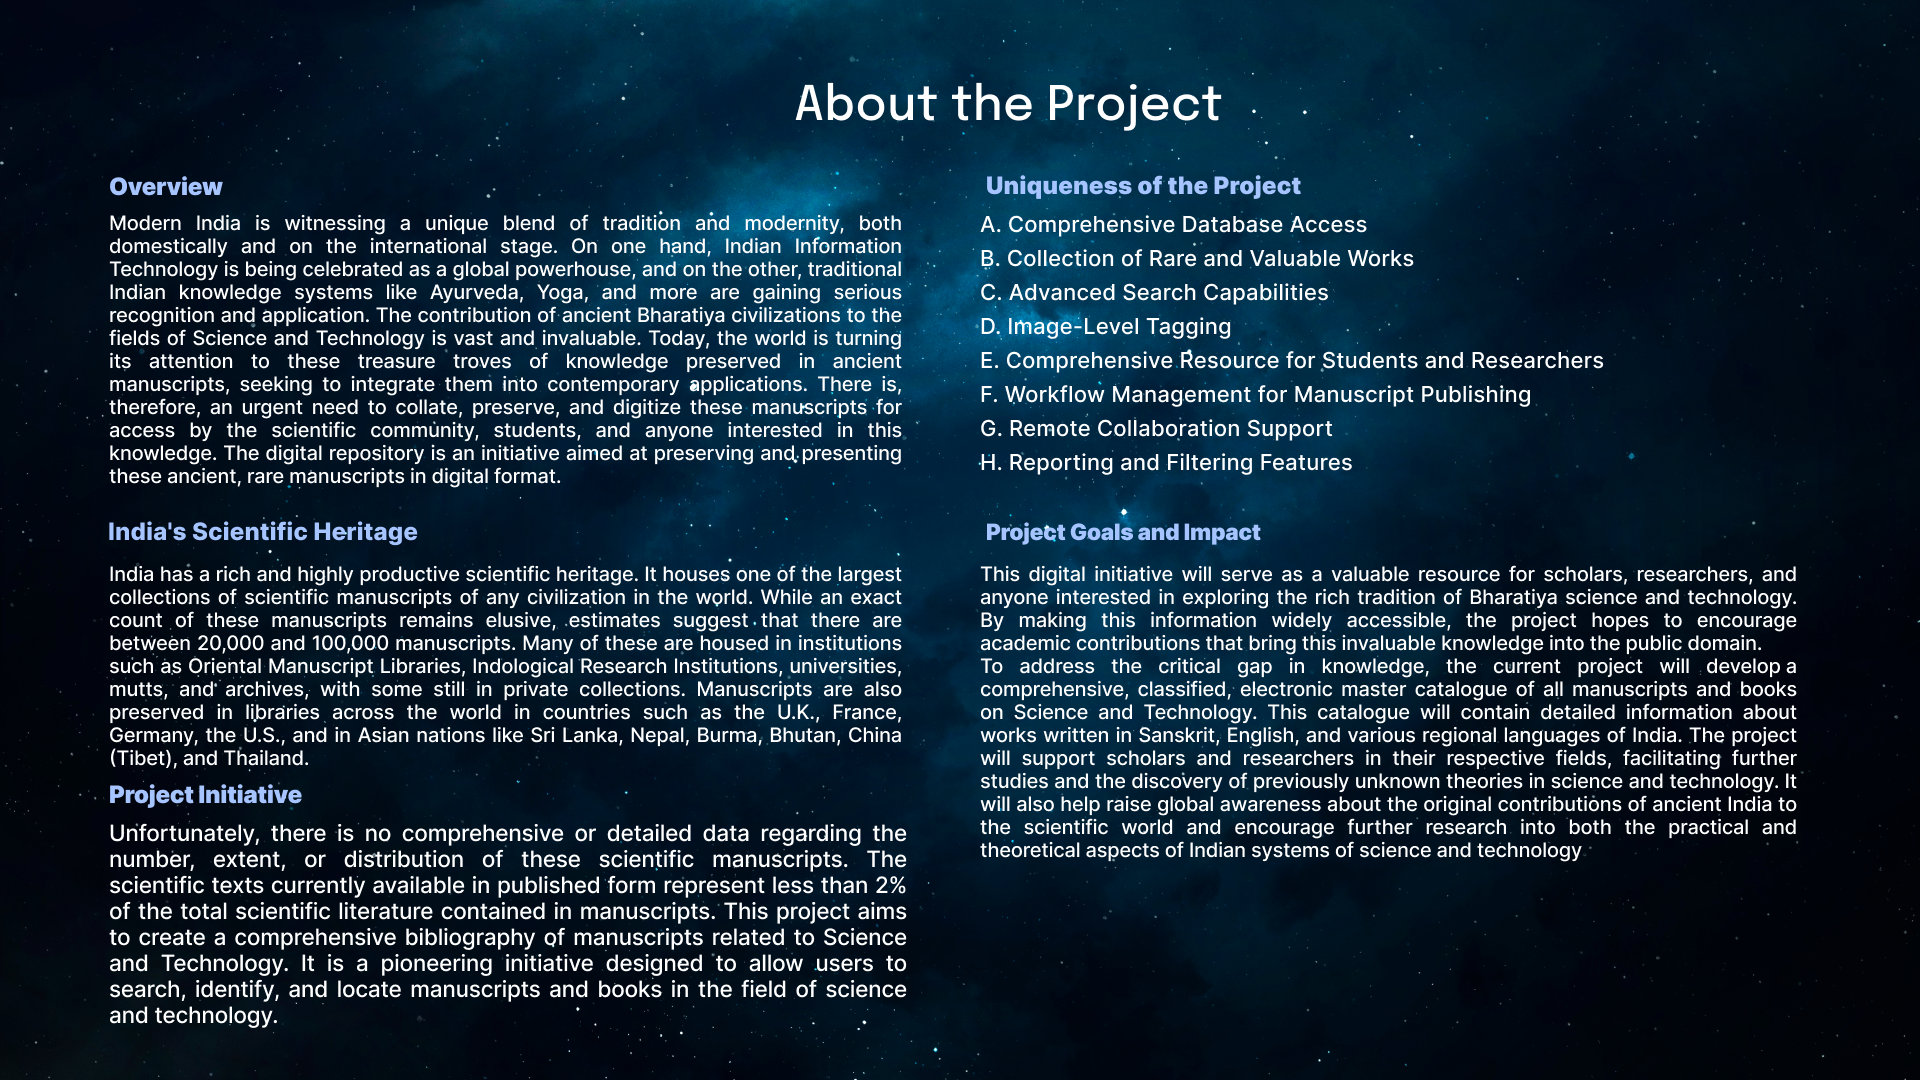 About the Project
Overview
Modern India is witnessing a unique blend of tradition and modernity, both
domestically and on the international stage. On one hand, Indian Information
Technology is being celebrated as a global powerhouse, and on the other, traditional
Indian knowledge systems like Ayurveda, Yoga, and more are gaining serious
recognition and application. The contribution of ancient Bharatiya civilizations to the
fields of Science and Technology is vast and invaluable. Today, the world is turning
its attention to these treasure troves of knowledge preserved in ancient
manuscripts, seeking to integrate them into contemporary applications. There is,
therefore, an urgent need to collate, preserve, and digitize these manuscripts for
access by the scientific community, students, and anyone interested in this
knowledge. The digital repository is an initiative aimed at preserving and presenting
these ancient, rare manuscripts in digital format.
India's Scientific Heritage
India has a rich and highly productive scientific heritage. It houses one of the largest
collections of scientific manuscripts of any civilization in the world. While an exact
count of these manuscripts remains elusive, estimates suggest that there are
between 20,000 and 100,000 manuscripts. Many of these are housed in institutions
such as Oriental Manuscript Libraries, Indological Research Institutions, universities,
mutts, and archives, with some still in private collections. Manuscripts are also
preserved in libraries across the world in countries such as the U.K., France,
Germany, the U.S., and in Asian nations like Sri Lanka, Nepal, Burma, Bhutan, China
(Tibet), and Thailand.
Project Initiative
Unfortunately, there is no comprehensive or detailed data regarding the
number, extent, or distribution of these scientific manuscripts. The
scientific texts currently available in published form represent less than 2%
of the total scientific literature contained in manuscripts. This project aims
to create a comprehensive bibliography of manuscripts related to Science
and Technology. It is a pioneering initiative designed to allow users to
search, identify, and locate manuscripts and books in the field of science
and technology.
Uniqueness of the Project
A. Comprehensive Database Access
B. Collection of Rare and Valuable Works
C. Advanced Search Capabilities
D. Image-Level Tagging
E. Comprehensive Resource for Students and Researchers
F. Workflow Management for Manuscript Publishing
G. Remote Collaboration Support
H. Reporting and Filtering Features
Project Goals and Impact
This digital initiative will serve as a valuable resource for scholars, researchers, and
anyone interested in exploring the rich tradition of Bharatiya science and technology.
By making this information widely accessible, the project hopes to encourage
academic contributions that bring this invaluable knowledge into the public domain.
To address the critical gap in knowledge, the current project will develop a
comprehensive, classified, electronic master catalogue of all manuscripts and books
on Science and Technology. This catalogue will contain detailed information about
works written in Sanskrit, English, and various regional languages of India. The project
will support scholars and researchers in their respective fields, facilitating further
studies and the discovery of previously unknown theories in science and technology. It
will also help raise global awareness about the original contributions of ancient India to
the scientific world and encourage further research into both the practical and
theoretical aspects of Indian systems of science and technology